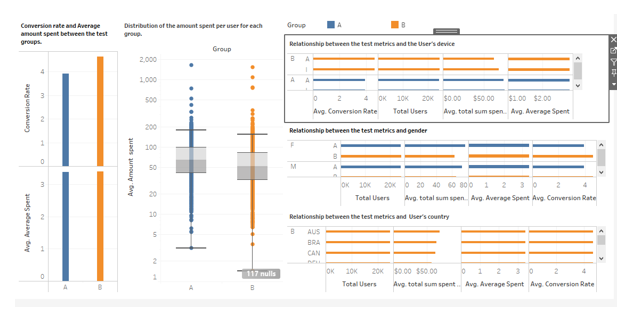 Conversion rate and Average
amount spent between the test
groups.
Conversion Rate
4
3
2
1
0
Avg. Average Spent
3
2
1
0
A
B
Distribution of the amount spent per user for each
group.
Group
Avg. Amount spent
2,000
1,000
500
200
100
50
20
10
5
2
1
117 nulls
A
B
Group
A
B
Relationship between the test metrics and the User's device
B A
I
A A
I
0 2 4
10K 20K
$0.00 $50.00
$1.00 $2.00
Avg. Conversion Rate
Total Users
Avg. total sum spen..
Avg. Average Spent
Relationship between the test metrics and gender
F A
B
M A
B
0K 10K 20K
0 20 40 60 80
0 1 2 3
0 2 4
Total Users
Avg. total sum spen..
Avg. Average Spent
Avg. Conversion Rate
Relationship between the test metrics and User's country
B AUS
BRA
CAN
0K 10K 20K
$0.00 $50.00
0 1 2 3
0 2 4
Total Users
Avg. total sum spent ..
Avg. Average Spent
Avg. Conversion Rate